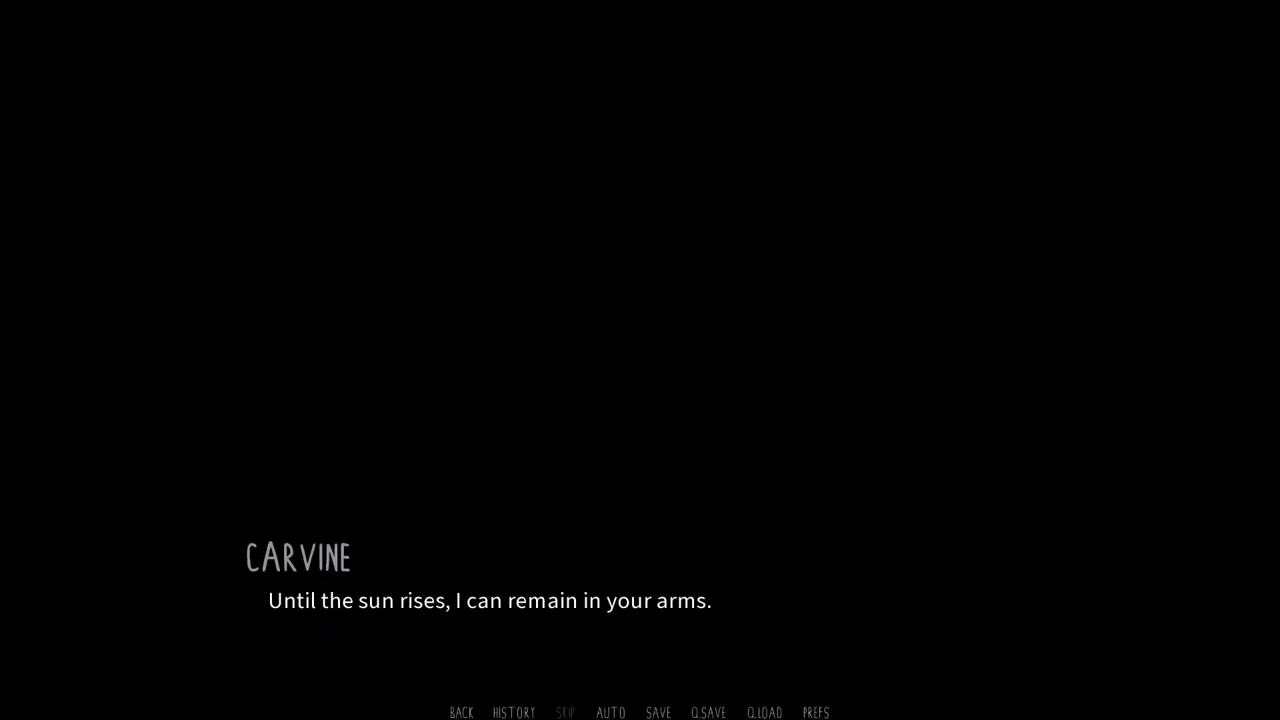 CARVINE
Until the sun rises, I can remain in your arms.
BACK HISTORY SKIP AUTO SAVE Q.SAVE Q.LOAD PREFS